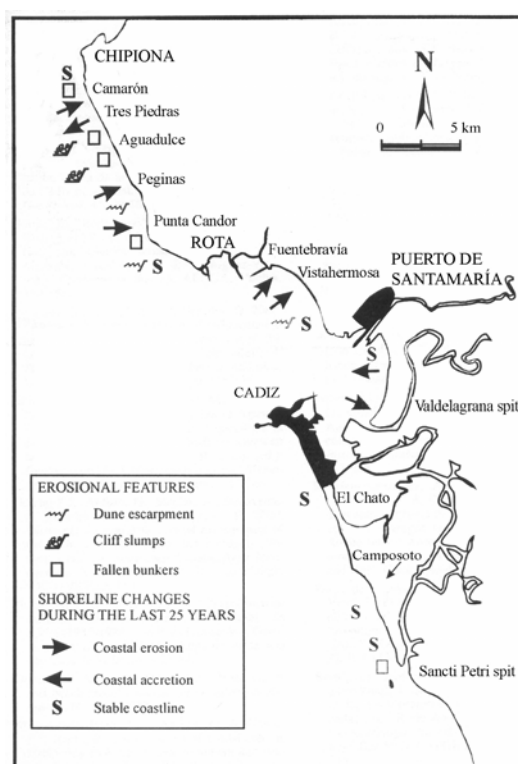 CHIPIONA
S
Camarón
Tres Piedras
Aguadulce
Peginas
Punta Candor
ROTA
S
Fuentebravía
Vistahermosa
S
PUERTO DE
SANTAMARÍA
S
Valdelagrana spit
CADIZ
S
El Chato
Camposoto
S
S
Sancti Petri spit
N
0 5 km
EROSIONAL FEATURES
Dune escarpment
Cliff slumps
Fallen bunkers
SHORELINE CHANGES
DURING THE LAST 25 YEARS
Coastal erosion
Coastal accretion
S Stable coastline